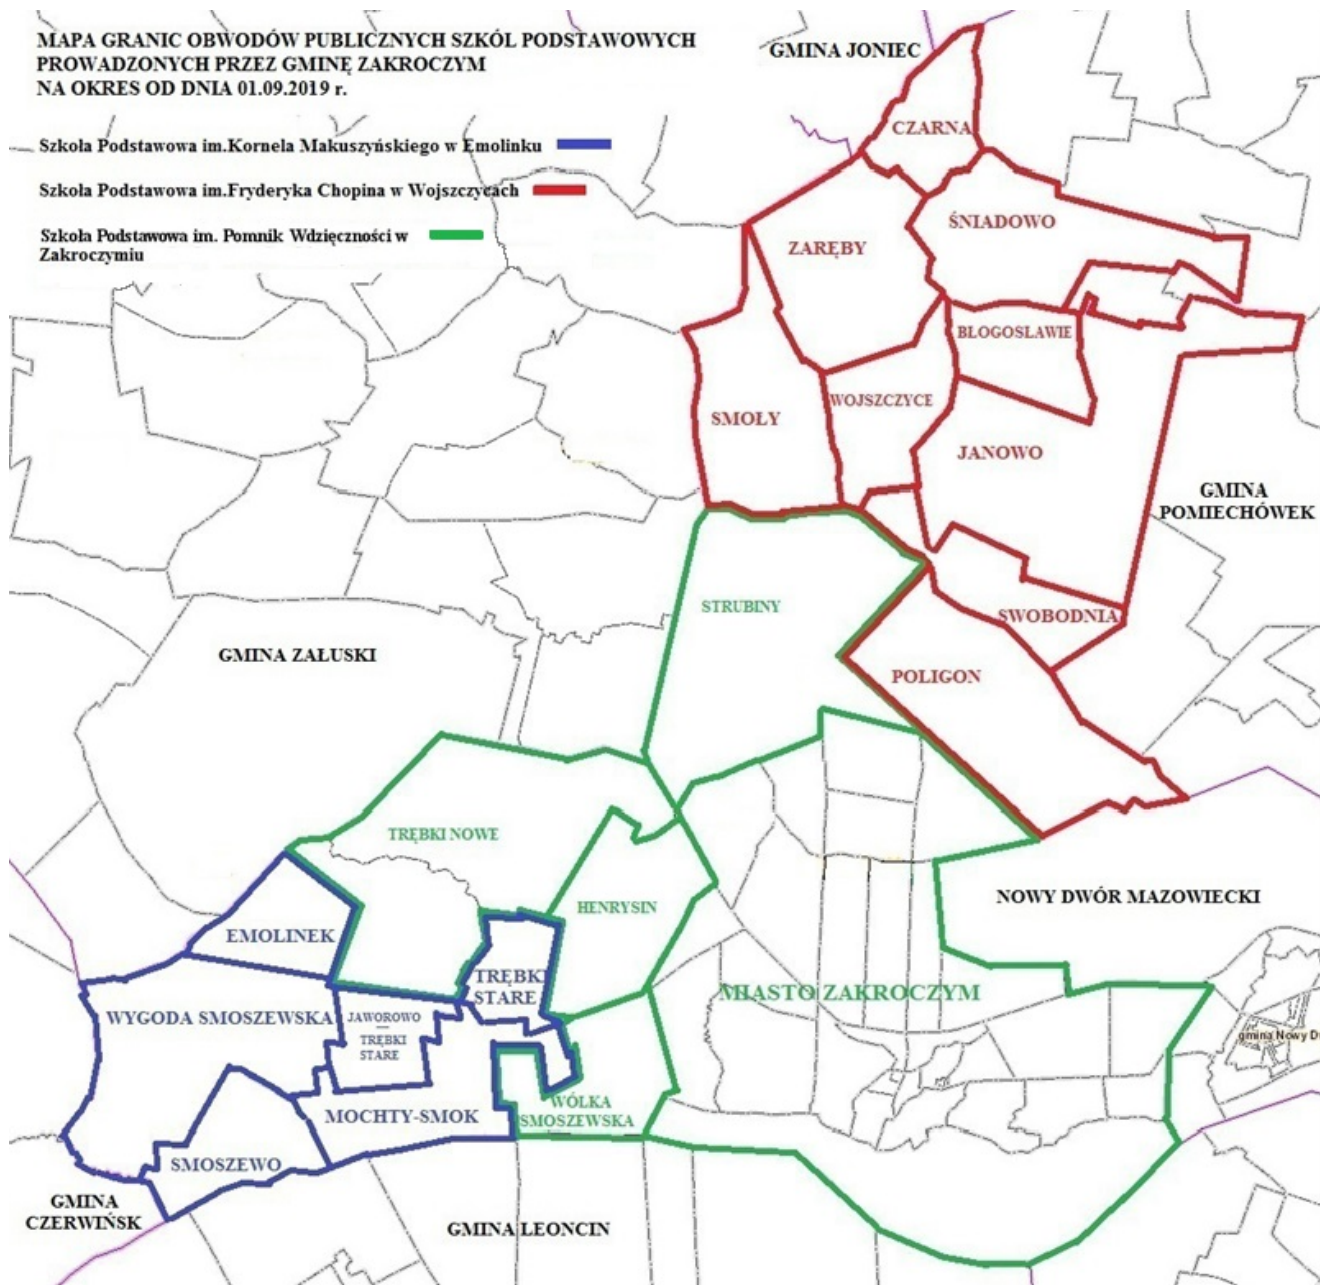 MAPA GRANIC OBWODÓW PUBLICZNYCH SZKÓL PODSTAWOWYCH
PROWADZONYCH PRZEZ GMINĘ ZAKROCZYM
NA OKRES OD DNIA 01.09.2019 r.
Szkoła Podstawowa im.Kornela Makuszyńskiego w Emolinku
Szkoła Podstawowa im.Fryderyka Chopina w Wojszczycach
Szkoła Podstawowa im. Pomnik Wdzięczności w
Zakroczymiu
GMINA JONIEC
CZARNA
ŚNIADOWO
ZARĘBY
BLOGOSLAWIE
WOJSZCZYCE
SMOŁY
JANOWO
GMINA
POMIECHÓWEK
STRUBINY
SWOBODNIA
GMINA ZAŁUSKI
POLIGON
TRĘBKI NOWE
NOWY DWÓR MAZOWIECKI
HENRYSIN
EMOLINEK
TRĘBKI
STARE
MIASTO ZAKROCZYM
WYGODA SMOSZEWSKA
JAWOROWO
—
TRĘBKI
STARE
gmina Nowy D
WÓLKA
SMOSZEWSKA
MOCHTY-SMOK
SMOSZEWO
GMINA
CZERWIŃSK
GMINA LEONCIN